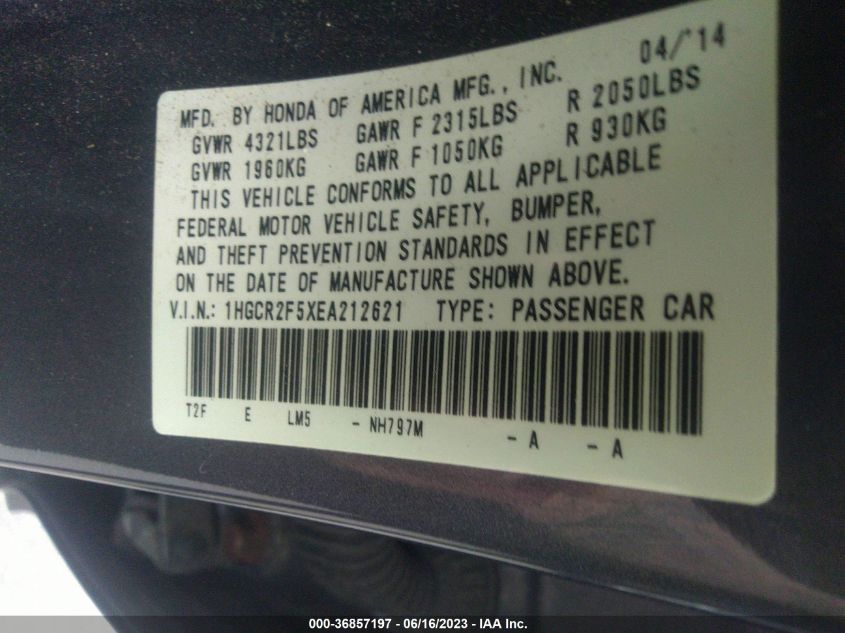 04/'14
MFD. BY HONDA OF AMERICA MFG., INC.
GVWR 4321LBS GAWR F 2315LBS R 2050LBS
GVWR 1960KG GAWR F 1050KG R 930KG
THIS VEHICLE CONFORMS TO ALL APPLICABLE
FEDERAL MOTOR VEHICLE SAFETY, BUMPER,
AND THEFT PREVENTION STANDARDS IN EFFECT
ON THE DATE OF MANUFACTURE SHOWN ABOVE.
V.I.N.: 1HGCR2F5XEA212621 TYPE: PASSENGER CAR
T2F E LM5 - NH797M - A - A
000-36857197 - 06/16/2023 - IAA Inc.